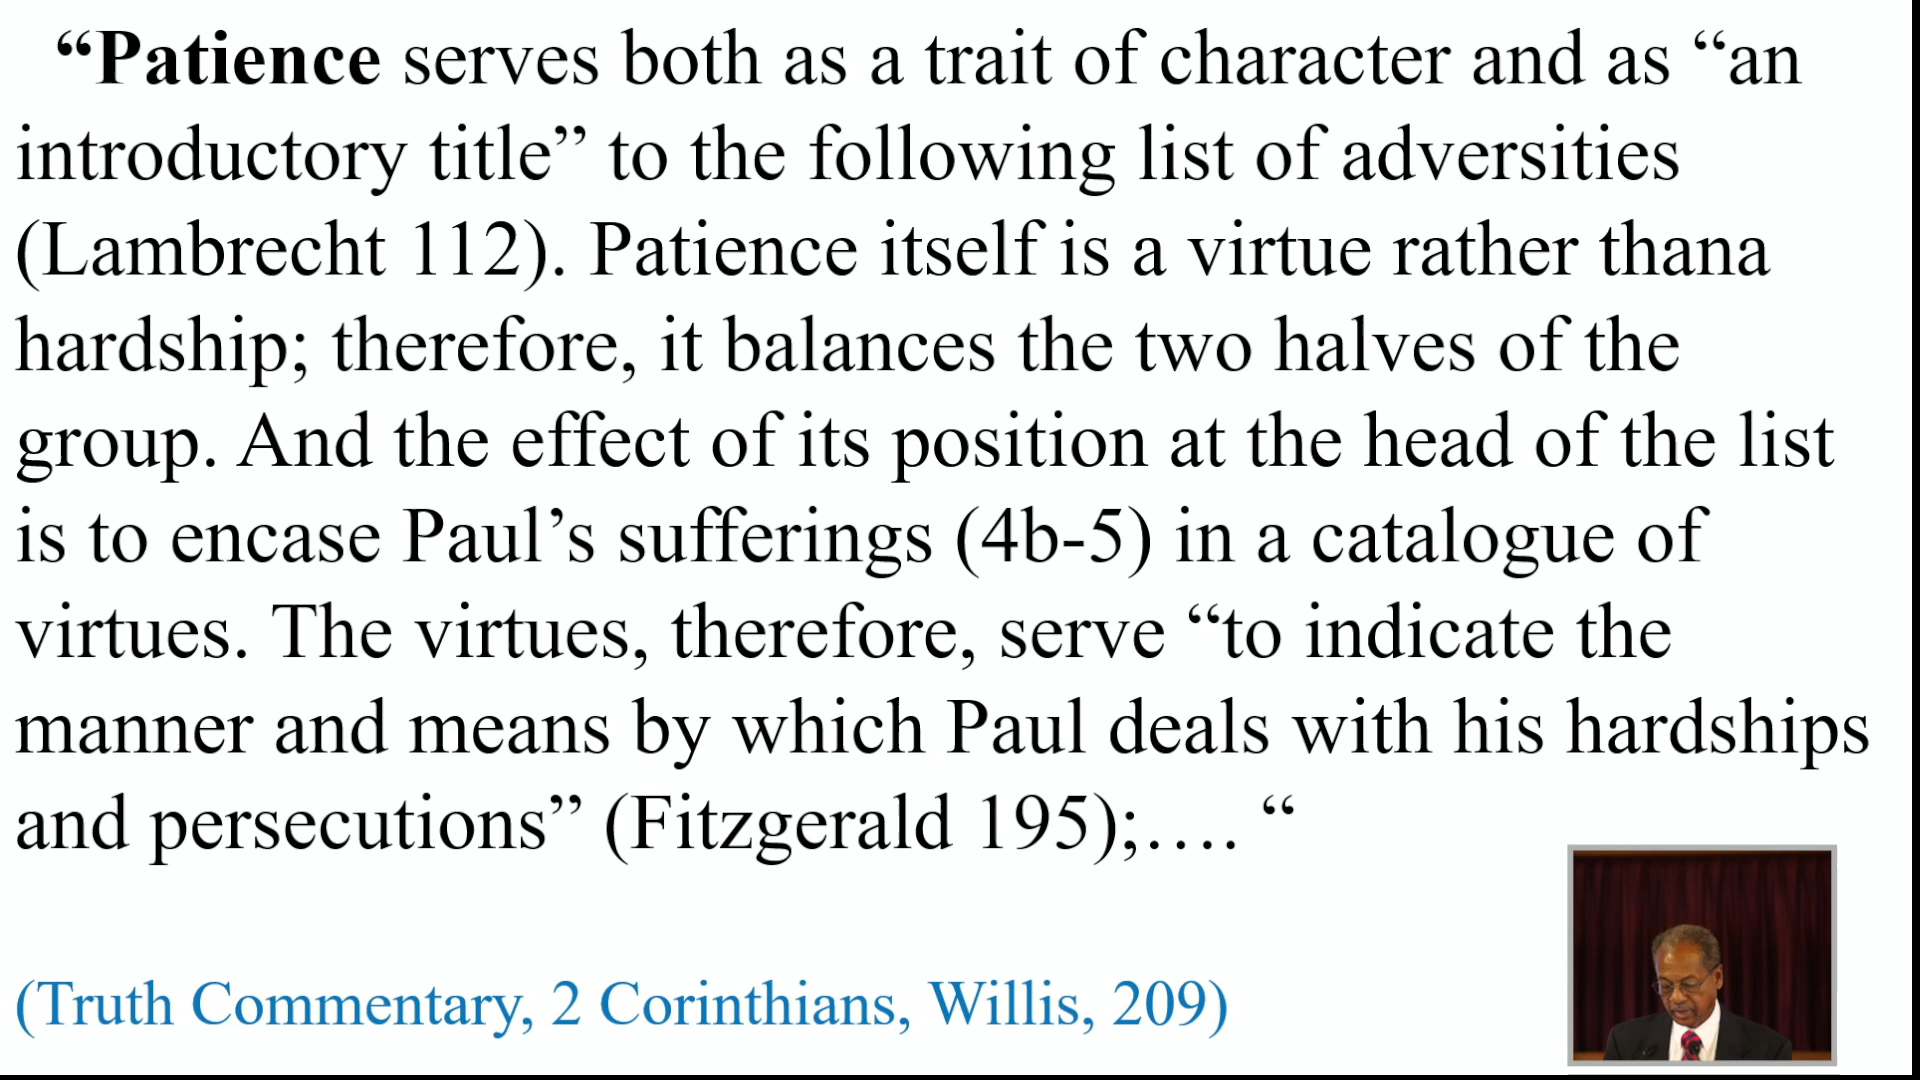 “Patience serves both as a trait of character and as “an
introductory title” to the following list of adversities
(Lambrecht 112). Patience itself is a virtue rather thana
hardship; therefore, it balances the two halves of the
group. And the effect of its position at the head of the list
is to encase Paul’s sufferings (4b-5) in a catalogue of
virtues. The virtues, therefore, serve “to indicate the
manner and means by which Paul deals with his hardships
and persecutions” (Fitzgerald 195);…. “
(Truth Commentary, 2 Corinthians, Willis, 209)